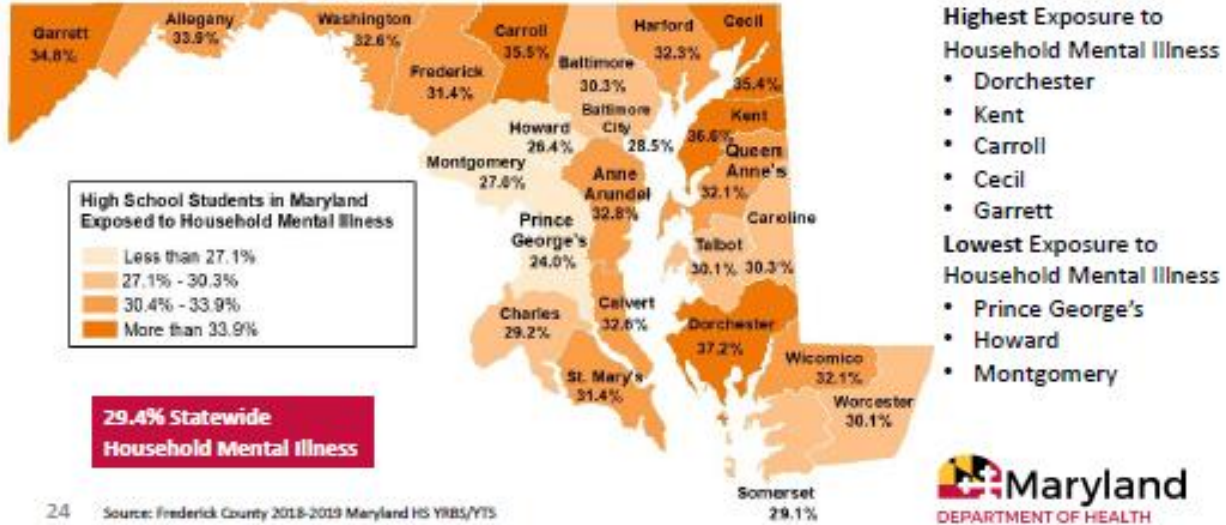 Garrett
34.8%
Allegany
33.9%
Washington
32.6%
Frederick
31.4%
Carroll
35.5%
Baltimore
30.3%
Baltimore
City
28.5%
Harford
32.3%
Cecil
35.4%
Kent
36.6%
Queen
Anne's
32.1%
Howard
26.4%
Montgomery
27.0%
Anne
Arundel
32.8%
Prince
George's
24.0%
Caroline
30.3%
Talbot
30.1%
Charles
29.2%
Calvert
32.6%
Dorchester
37.2%
St. Mary's
31.4%
Wicomico
32.1%
Worcester
30.1%
Somerset
29.1%
High School Students in Maryland
Exposed to Household Mental Illness
Less than 27.1%
27.1% - 30.3%
30.4% - 33.9%
More than 33.9%
29.4% Statewide
Household Mental Illness
Highest Exposure to
Household Mental Illness
• Dorchester
• Kent
• Carroll
• Cecil
• Garrett
Lowest Exposure to
Household Mental Illness
• Prince George's
• Howard
• Montgomery
24 Source: Frederick County 2018-2019 Maryland HS YRBS/YTS
Maryland
DEPARTMENT OF HEALTH